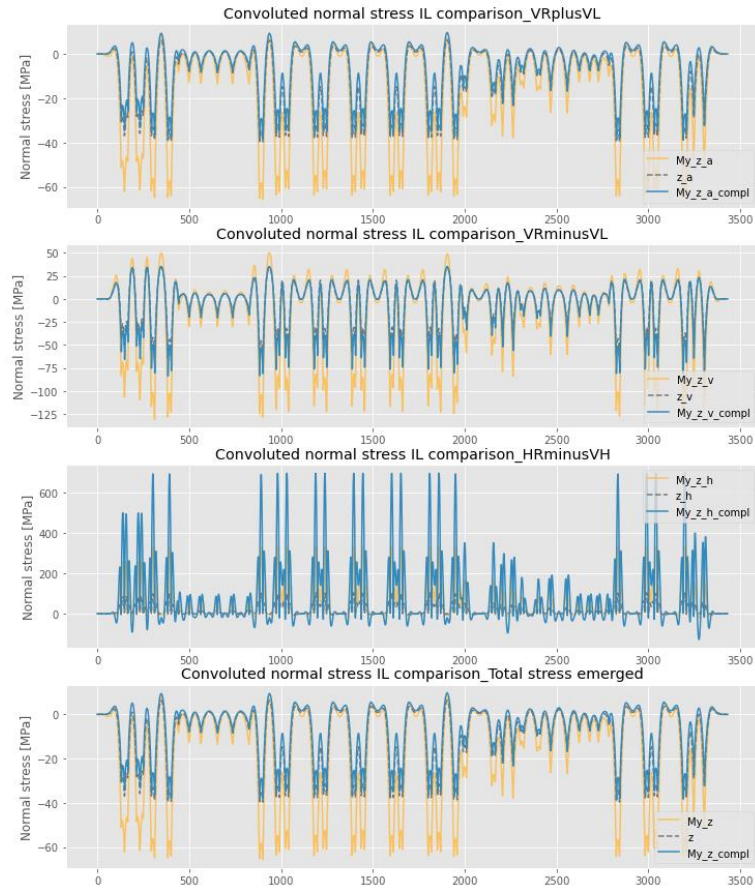 Convoluted normal stress IL comparison_VRplusVL
Normal stress [MPa]
0
−20
−40
−60
My_z_a
z_a
My_z_a_compl
0 500 1000 1500 2000 2500 3000 3500
Convoluted normal stress IL comparison_VRminusVL
Normal stress [MPa]
50
25
0
−25
−50
−75
−100
−125
My_z_v
z_v
My_z_v_compl
0 500 1000 1500 2000 2500 3000 3500
Convoluted normal stress IL comparison_HRminusVH
Normal stress [MPa]
600
400
200
0
My_z_h
z_h
My_z_h_compl
0 500 1000 1500 2000 2500 3000 3500
Convoluted normal stress IL comparison_Total stress emerged
Normal stress [MPa]
0
−20
−40
−60
My_z
z
My_z_compl
0 500 1000 1500 2000 2500 3000 3500